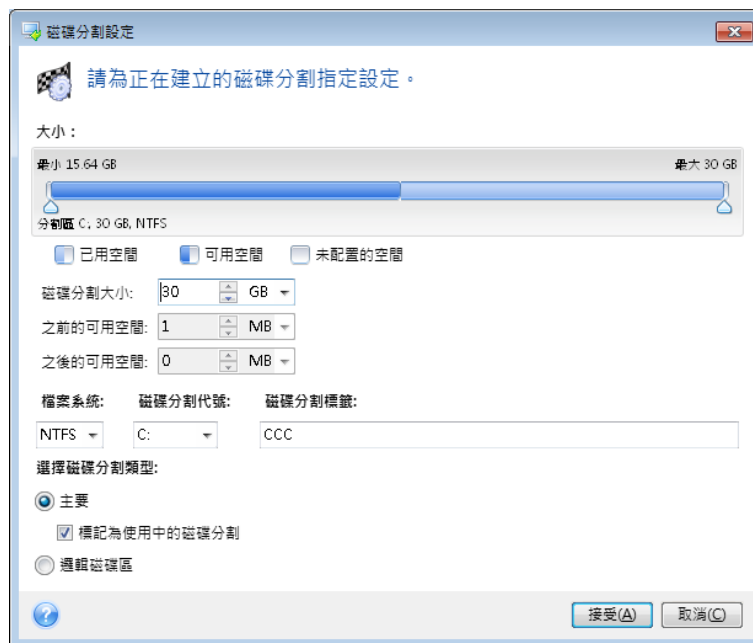 磁碟分割設定
請為正在建立的磁碟分割指定設定。
大小：
最小 15.64 GB 最大 30 GB
分割區 C:, 30 GB, NTFS
已用空間 可用空間 未配置的空間
磁碟分割大小: 30 GB
之前的可用空間: 1 MB
之後的可用空間: 0 MB
檔案系統: 磁碟分割代號: 磁碟分割標籤:
NTFS C: CCC
選擇磁碟分割類型:
主要
標記為使用中的磁碟分割
邏輯磁碟區
? 接受(A) 取消(C)